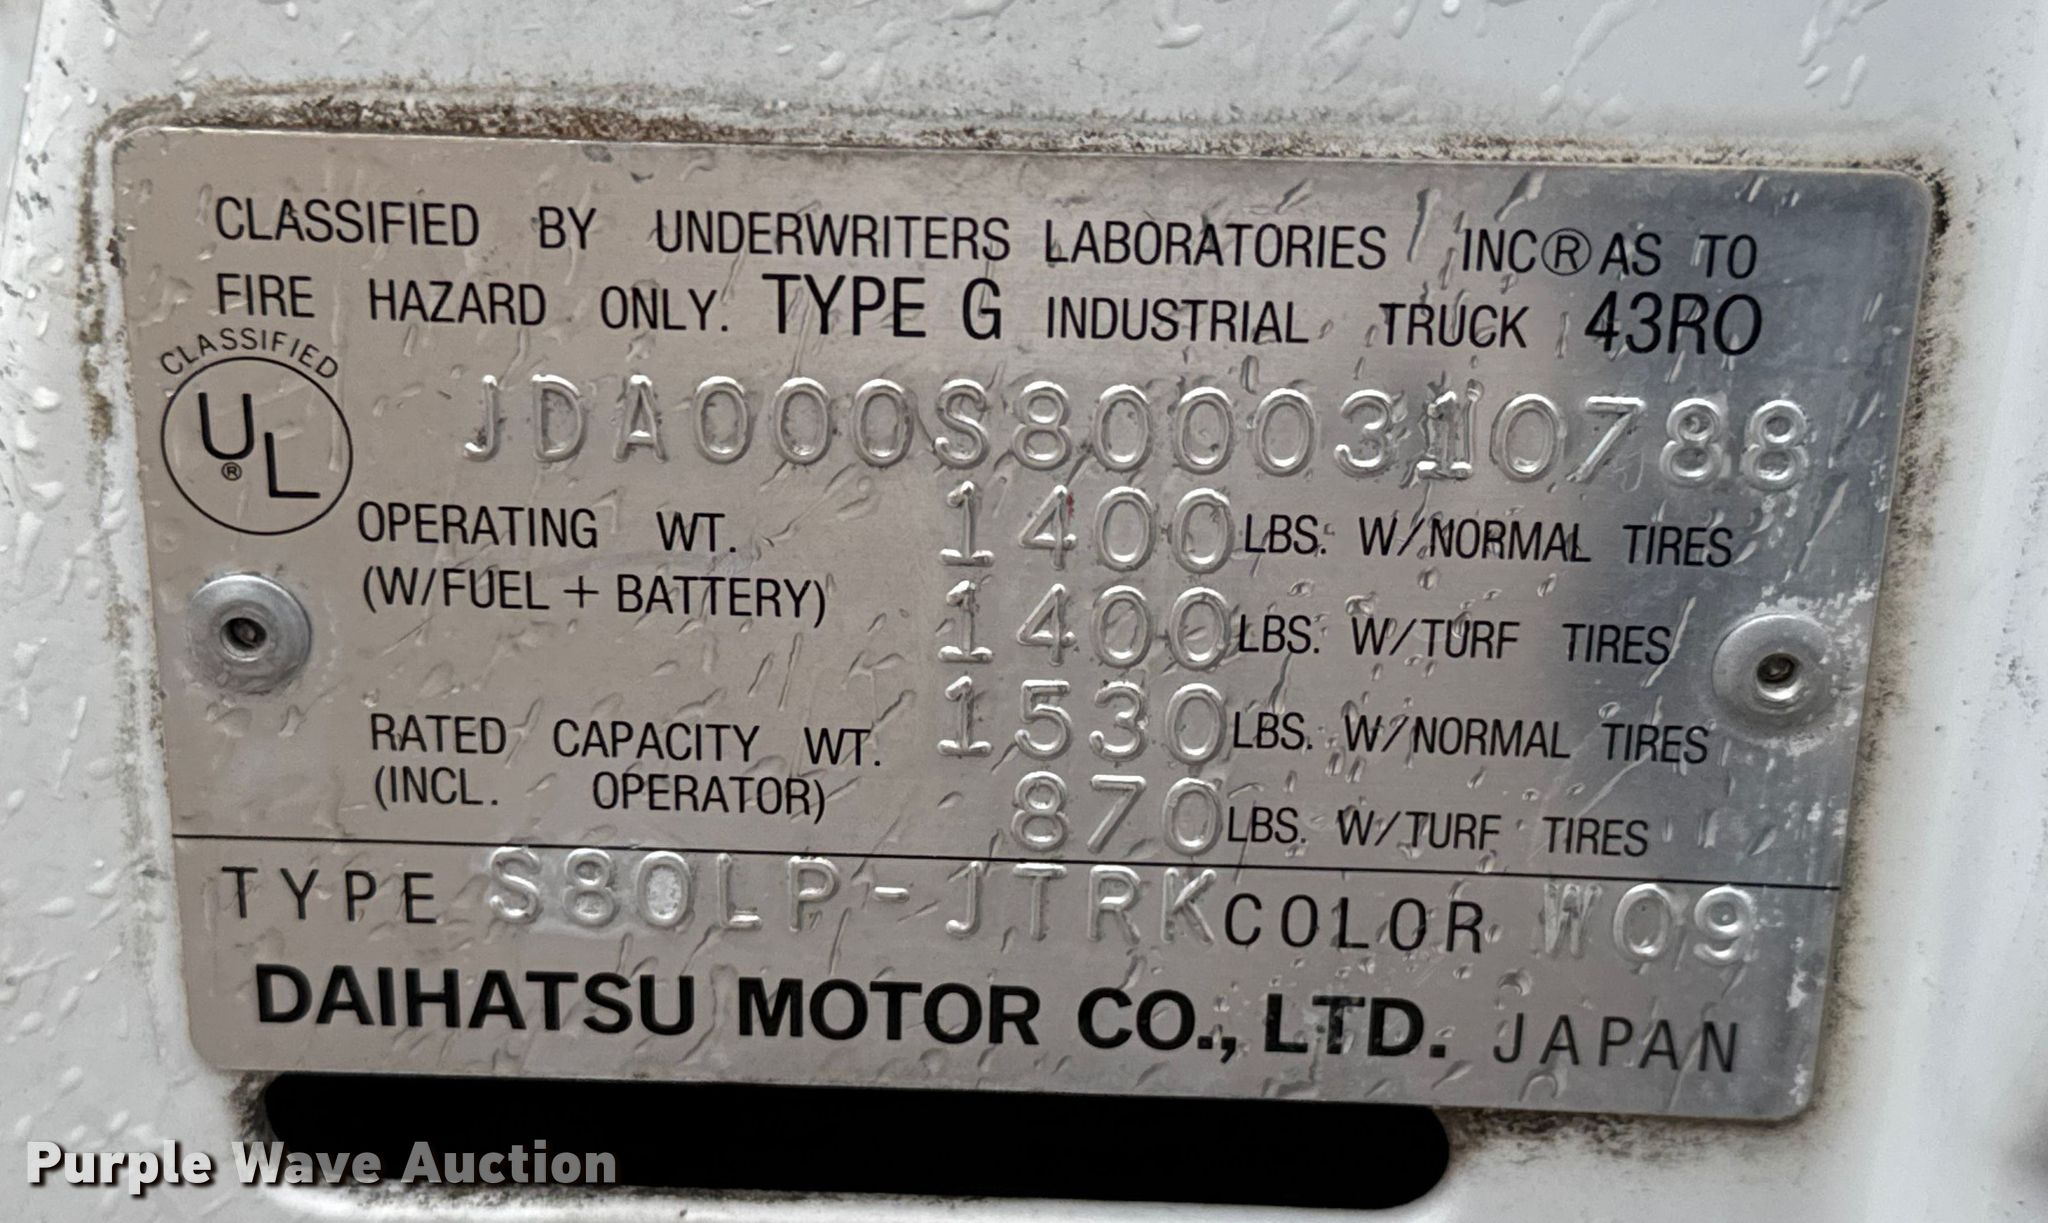 CLASSIFIED BY UNDERWRITERS LABORATORIES INC® AS TO
FIRE HAZARD ONLY. TYPE G INDUSTRIAL TRUCK 43RO
CLASSIFIED
UL®
JDA000S8000310788
OPERATING WT. 1400 LBS. W/NORMAL TIRES
(W/FUEL + BATTERY)
1400 LBS. W/TURF TIRES
RATED CAPACITY WT. 1530 LBS. W/NORMAL TIRES
(INCL. OPERATOR)
870 LBS. W/TURF TIRES
TYPE S80LP-JTRK COLOR W09
DAIHATSU MOTOR CO., LTD. JAPAN
Purple Wave Auction